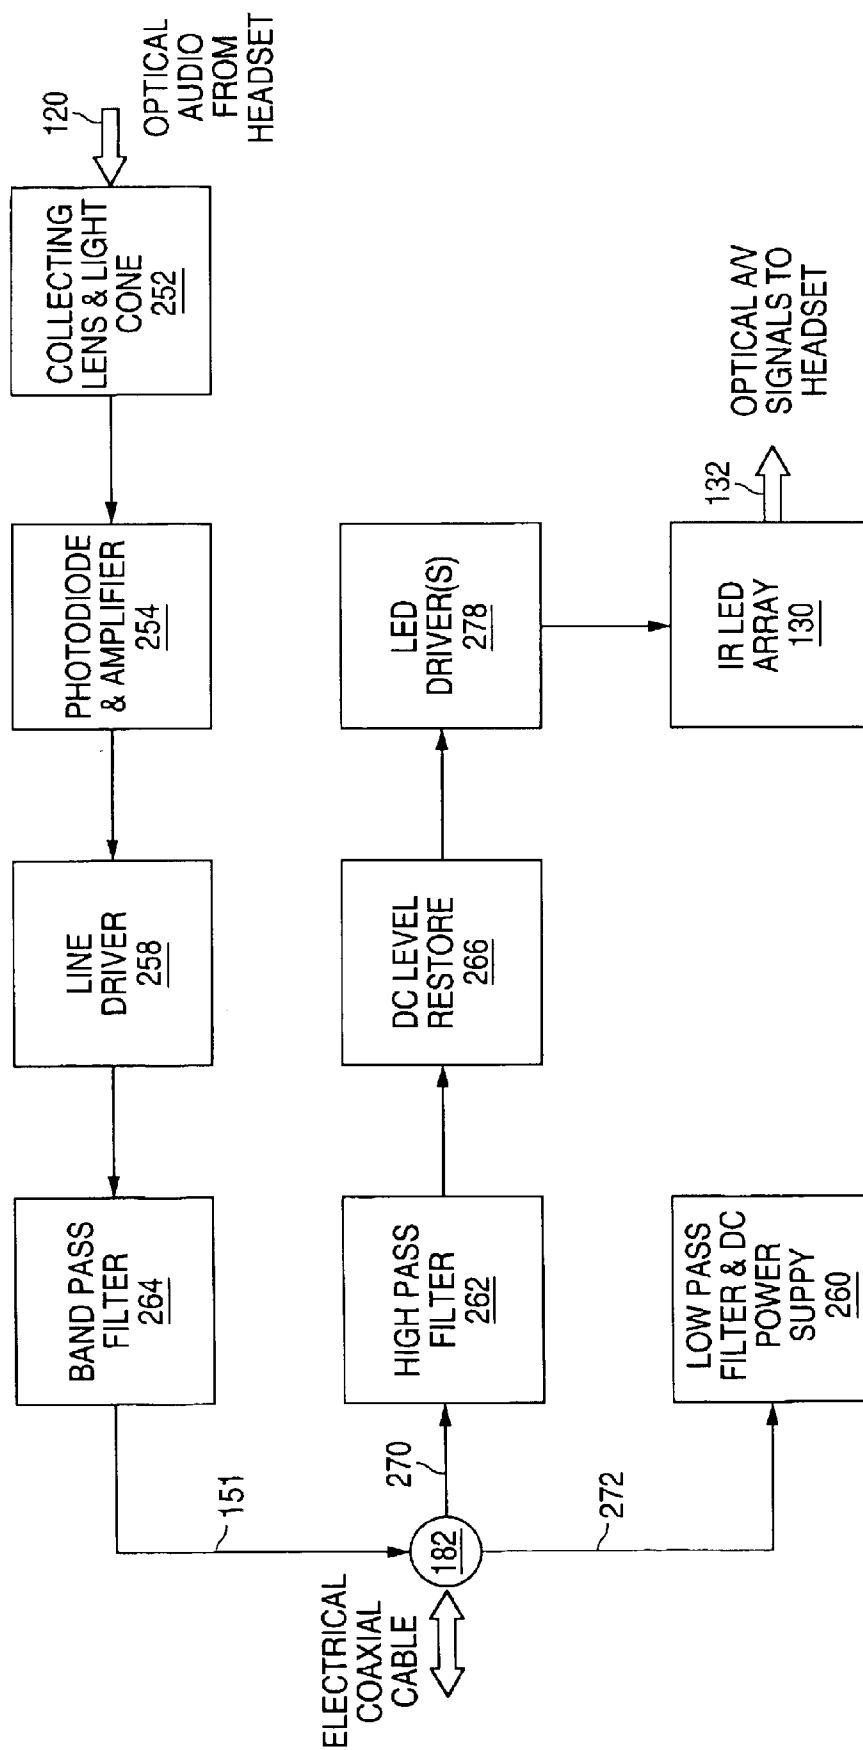 120
OPTICAL
AUDIO
FROM
HEADSET
COLLECTING
LENS & LIGHT
CONE
252
PHOTODIODE
& AMPLIFIER
254
LINE
DRIVER
258
BAND PASS
FILTER
264
151
ELECTRICAL
COAXIAL
CABLE
182
270
HIGH PASS
FILTER
262
DC LEVEL
RESTORE
266
LED
DRIVER(S)
278
272
LOW PASS
FILTER & DC
POWER
SUPPY
260
IR LED
ARRAY
130
132
OPTICAL A/V
SIGNALS TO
HEADSET